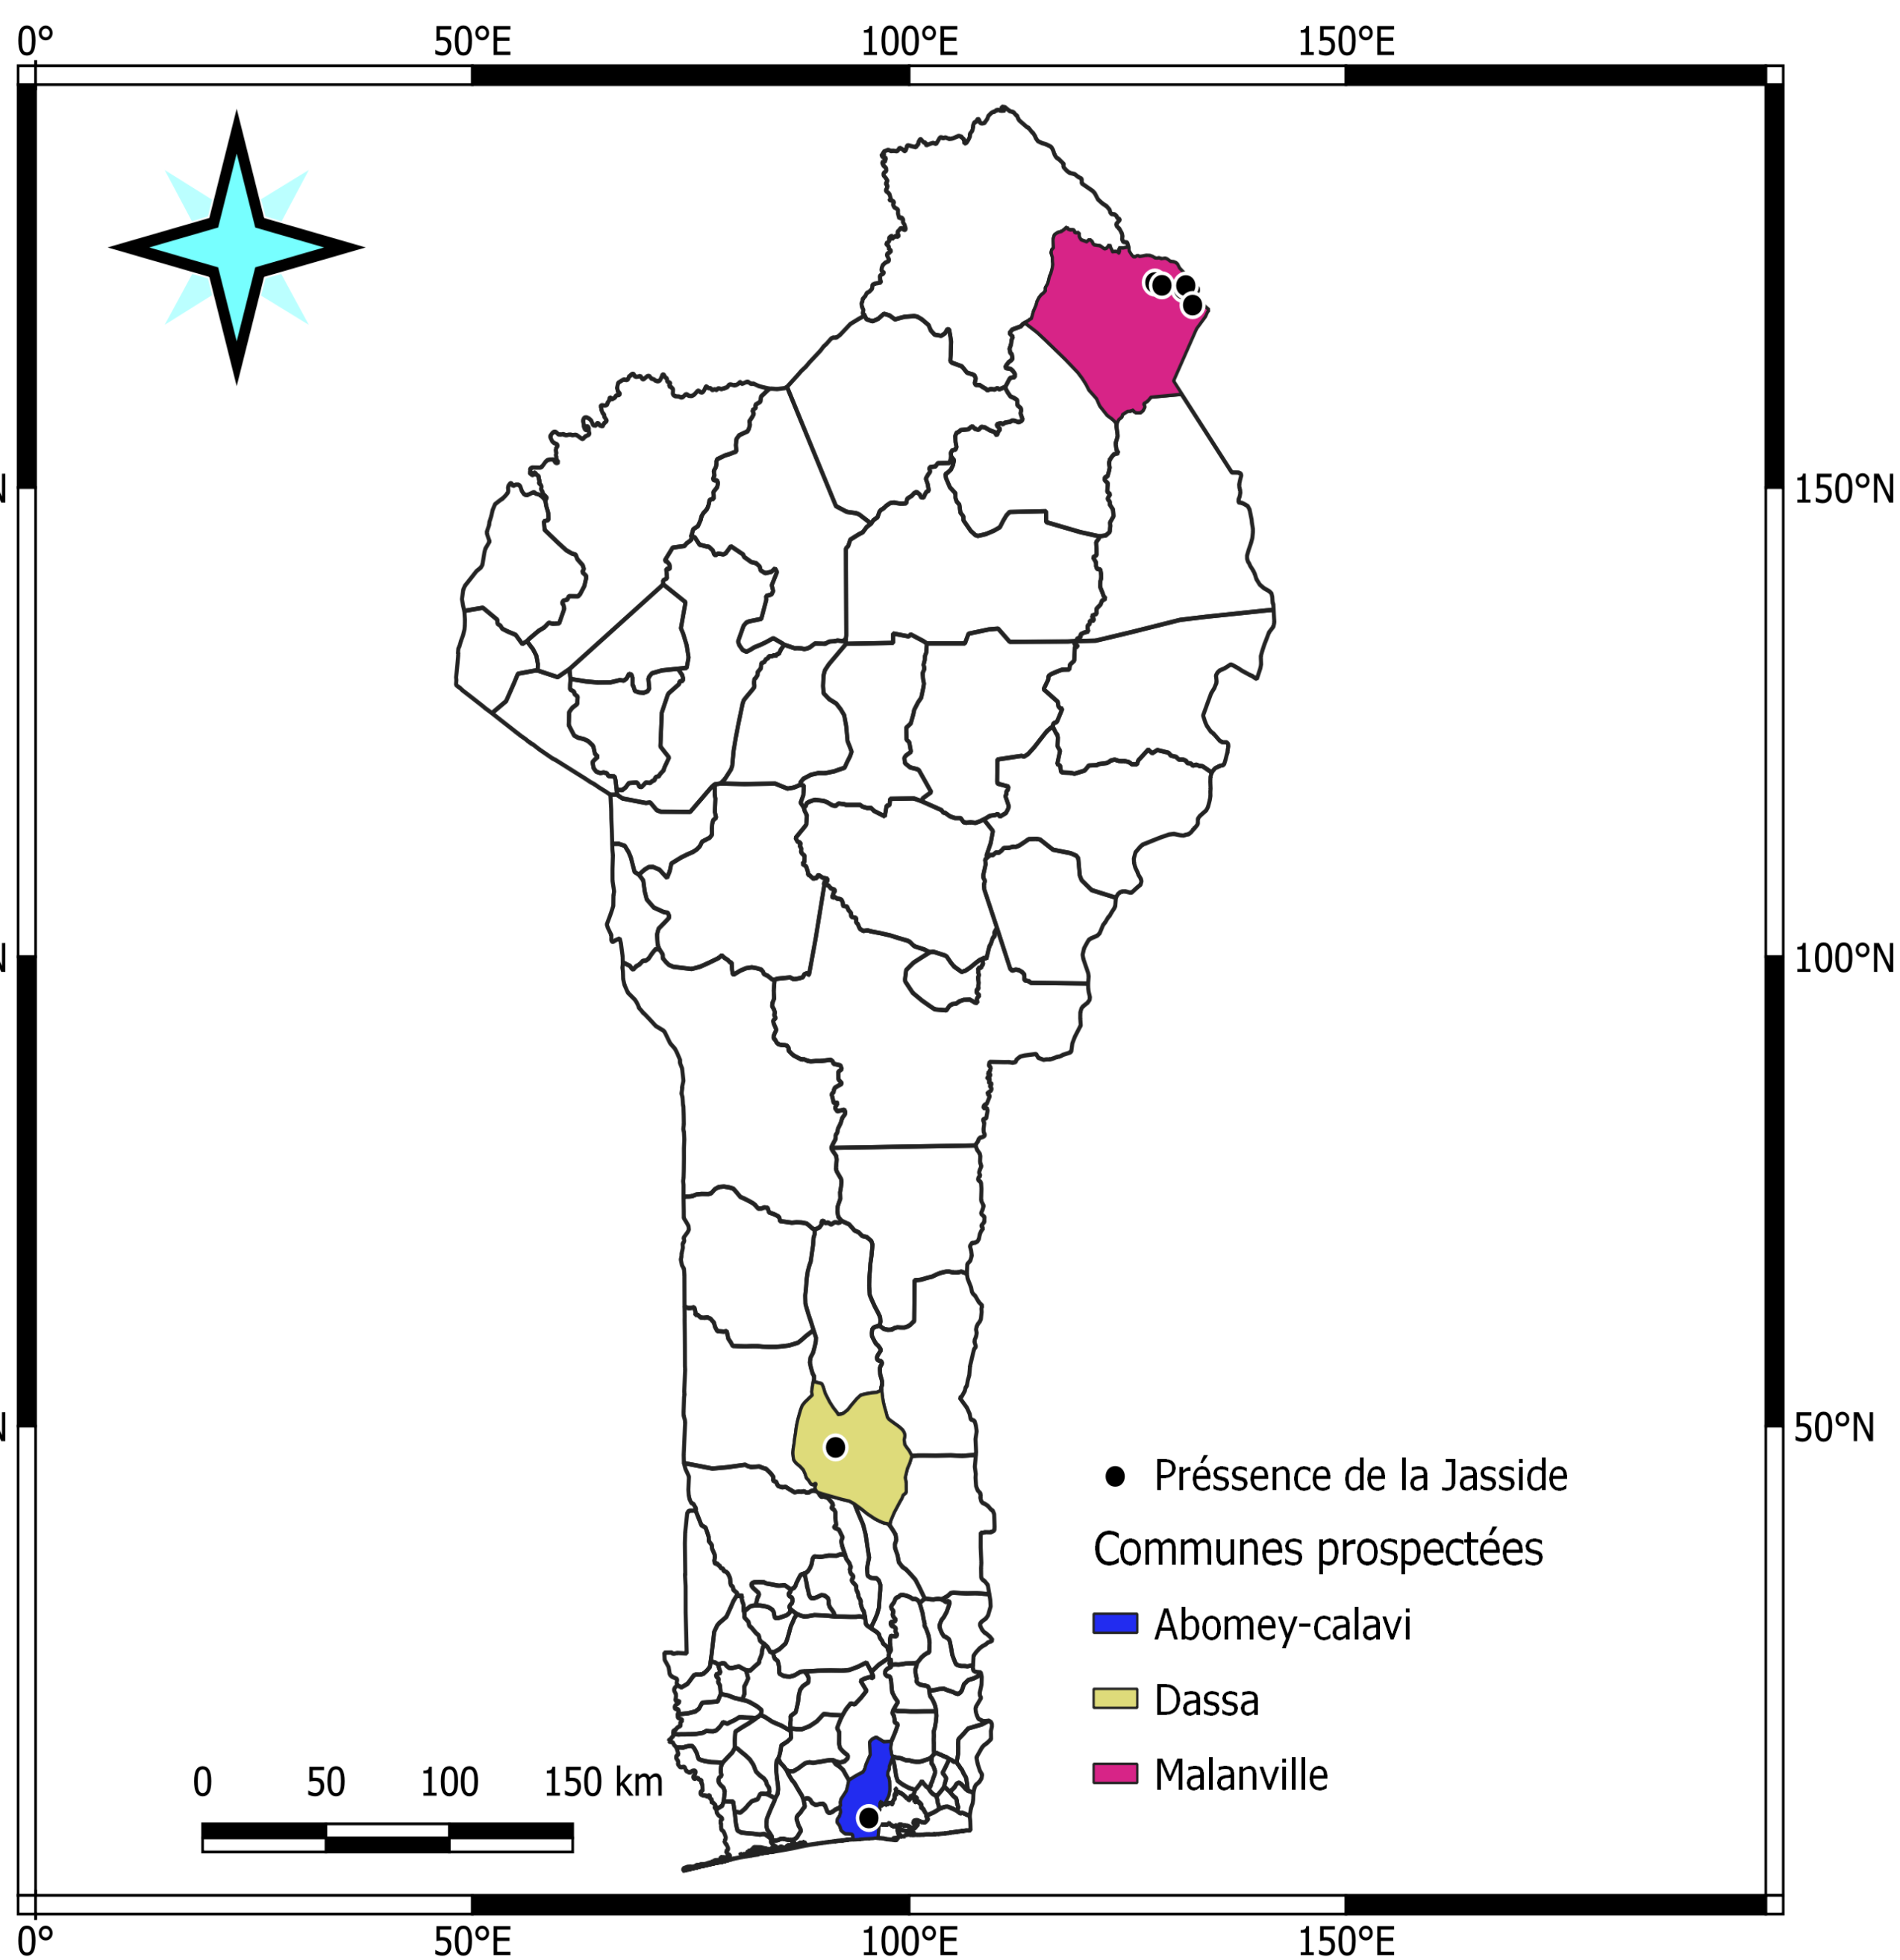 0° 50°E 100°E 150°E
N 150°N
N 100°N
N 50°N
Préssence de la Jasside
Communes prospectées
Abomey-calavi
Dassa
Malanville
0 50 100 150 km
0° 50°E 100°E 150°E